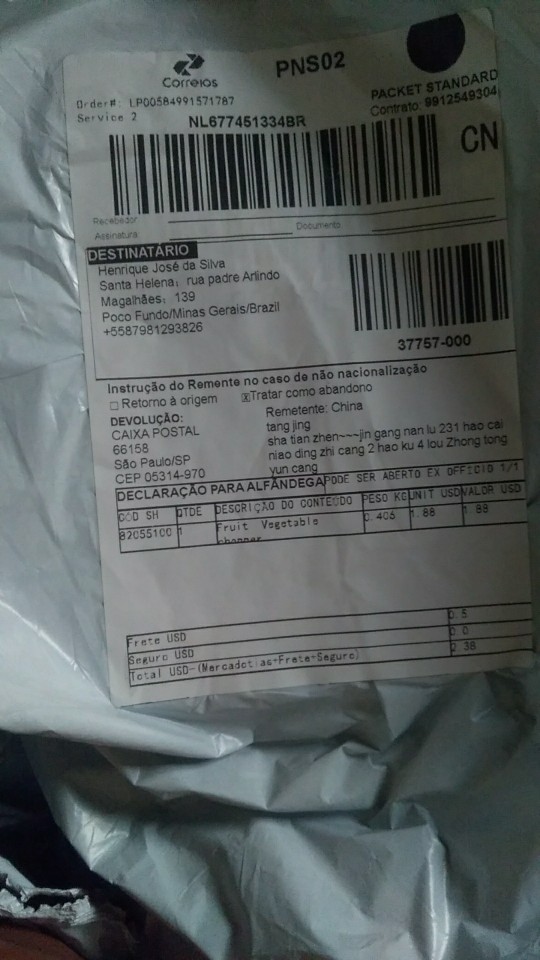 Correios
PNS02
Order#: LP00584991571787
Service 2
PACKET STANDARD
Contrato: 9912549304
NL677451334BR
CN
Recebedor
Assinatura
Documento
DESTINATÁRIO
Henrique José da Silva
Santa Helena, rua padre Arlindo
Magalhães, 139
Poco Fundo/Minas Gerais/Brazil
+5587981293826
37757-000
Instrução do Remente no caso de não nacionalização
Retorno à origem
Tratar como abandono
DEVOLUÇÃO:
CAIXA POSTAL
66158
São Paulo/SP
CEP 05314-970
Remetente: China
tang jing
sha tian zhen~~~jin gang nan lu 231 hao cai
niao ding zhi cang 2 hao ku 4 lou Zhong tong
yun cang
DECLARAÇÃO PARA ALFÂNDEGA PODE SER ABERTO EX OFFICIO 1/1
COD SH QTDE DESCRIÇÃO DO CONTEÚDO PESO KG UNIT USD VALOR USD
82055100 1 Fruit Vegetable 0.406 1.88 1.88
chopper
Frete USD 0.5
Seguro USD 0.0
Total USD-(Mercadotias-Frete-Seguro) 2.38